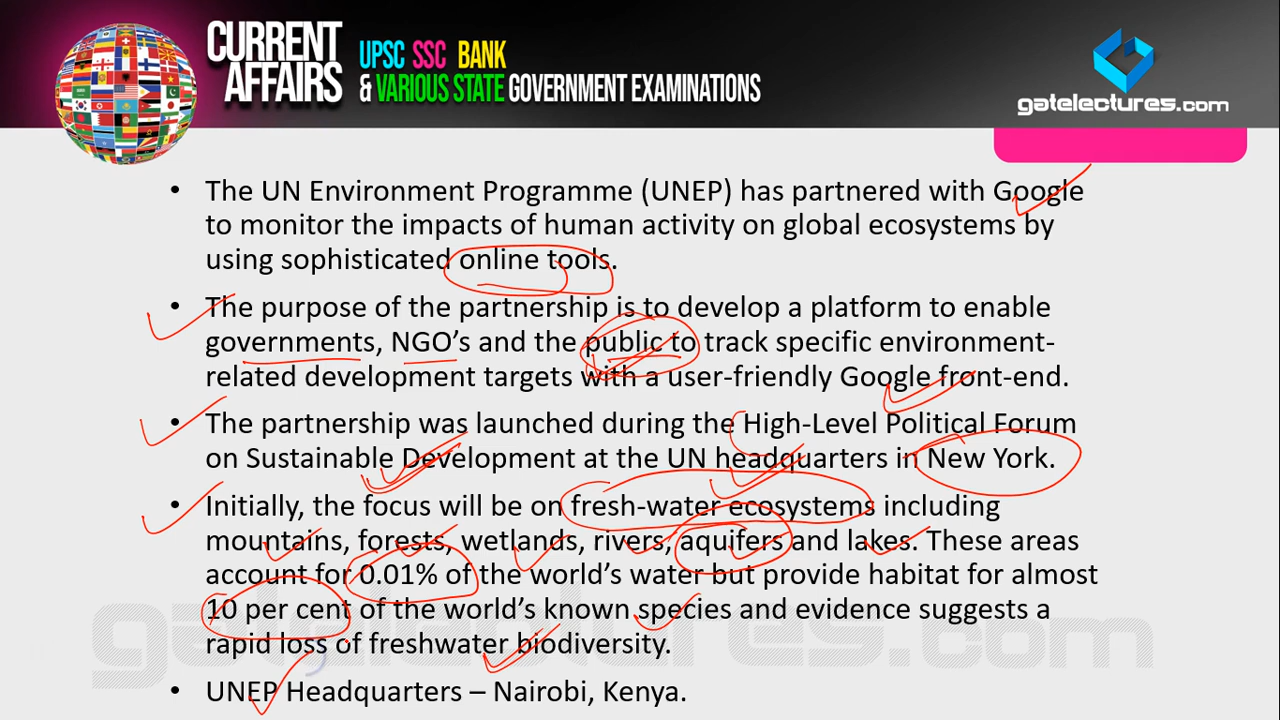 CURRENT
AFFAIRS
UPSC SSC BANK
& VARIOUS STATE GOVERNMENT EXAMINATIONS
gatelectures.com
• The UN Environment Programme (UNEP) has partnered with Google
to monitor the impacts of human activity on global ecosystems by
using sophisticated online tools.
• The purpose of the partnership is to develop a platform to enable
governments, NGO's and the public to track specific environment-
related development targets with a user-friendly Google front-end.
• The partnership was launched during the High-Level Political Forum
on Sustainable Development at the UN headquarters in New York.
• Initially, the focus will be on fresh-water ecosystems including
mountains, forests, wetlands, rivers, aquifers and lakes. These areas
account for 0.01% of the world's water but provide habitat for almost
10 per cent of the world's known species and evidence suggests a
rapid loss of freshwater biodiversity.
gatelectures.com
• UNEP Headquarters – Nairobi, Kenya.